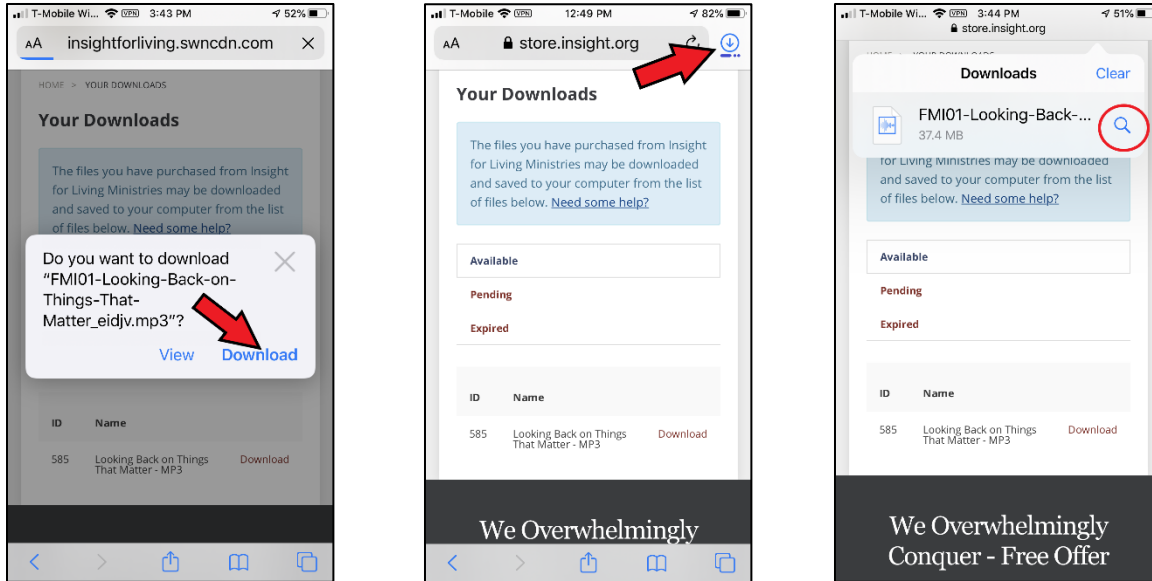 T-Mobile Wi... VPN 3:43 PM 52%
AA insightforliving.swncdn.com ×
HOME > YOUR DOWNLOADS
Your Downloads
The files you have purchased from Insight
for Living Ministries may be downloaded
and saved to your computer from the list
of files below. Need some help?
Do you want to download
“FMI01-Looking-Back-on-
Things-That-
Matter_eidjv.mp3”?
View Download
ID Name
585 Looking Back on Things
That Matter - MP3
Download
T-Mobile VPN 12:49 PM 82%
AA store.insight.org
Your Downloads
The files you have purchased from Insight
for Living Ministries may be downloaded
and saved to your computer from the list
of files below. Need some help?
Available
Pending
Expired
ID Name
585 Looking Back on Things
That Matter - MP3
Download
We Overwhelmingly
T-Mobile Wi... VPN 3:44 PM 51%
store.insight.org
HOME > YOUR DOWNLOADS
Downloads Clear
FMI01-Looking-Back-...
37.4 MB
for Living Ministries may be downloaded
and saved to your computer from the list
of files below. Need some help?
Available
Pending
Expired
ID Name
585 Looking Back on Things
That Matter - MP3
Download
We Overwhelmingly
Conquer - Free Offer